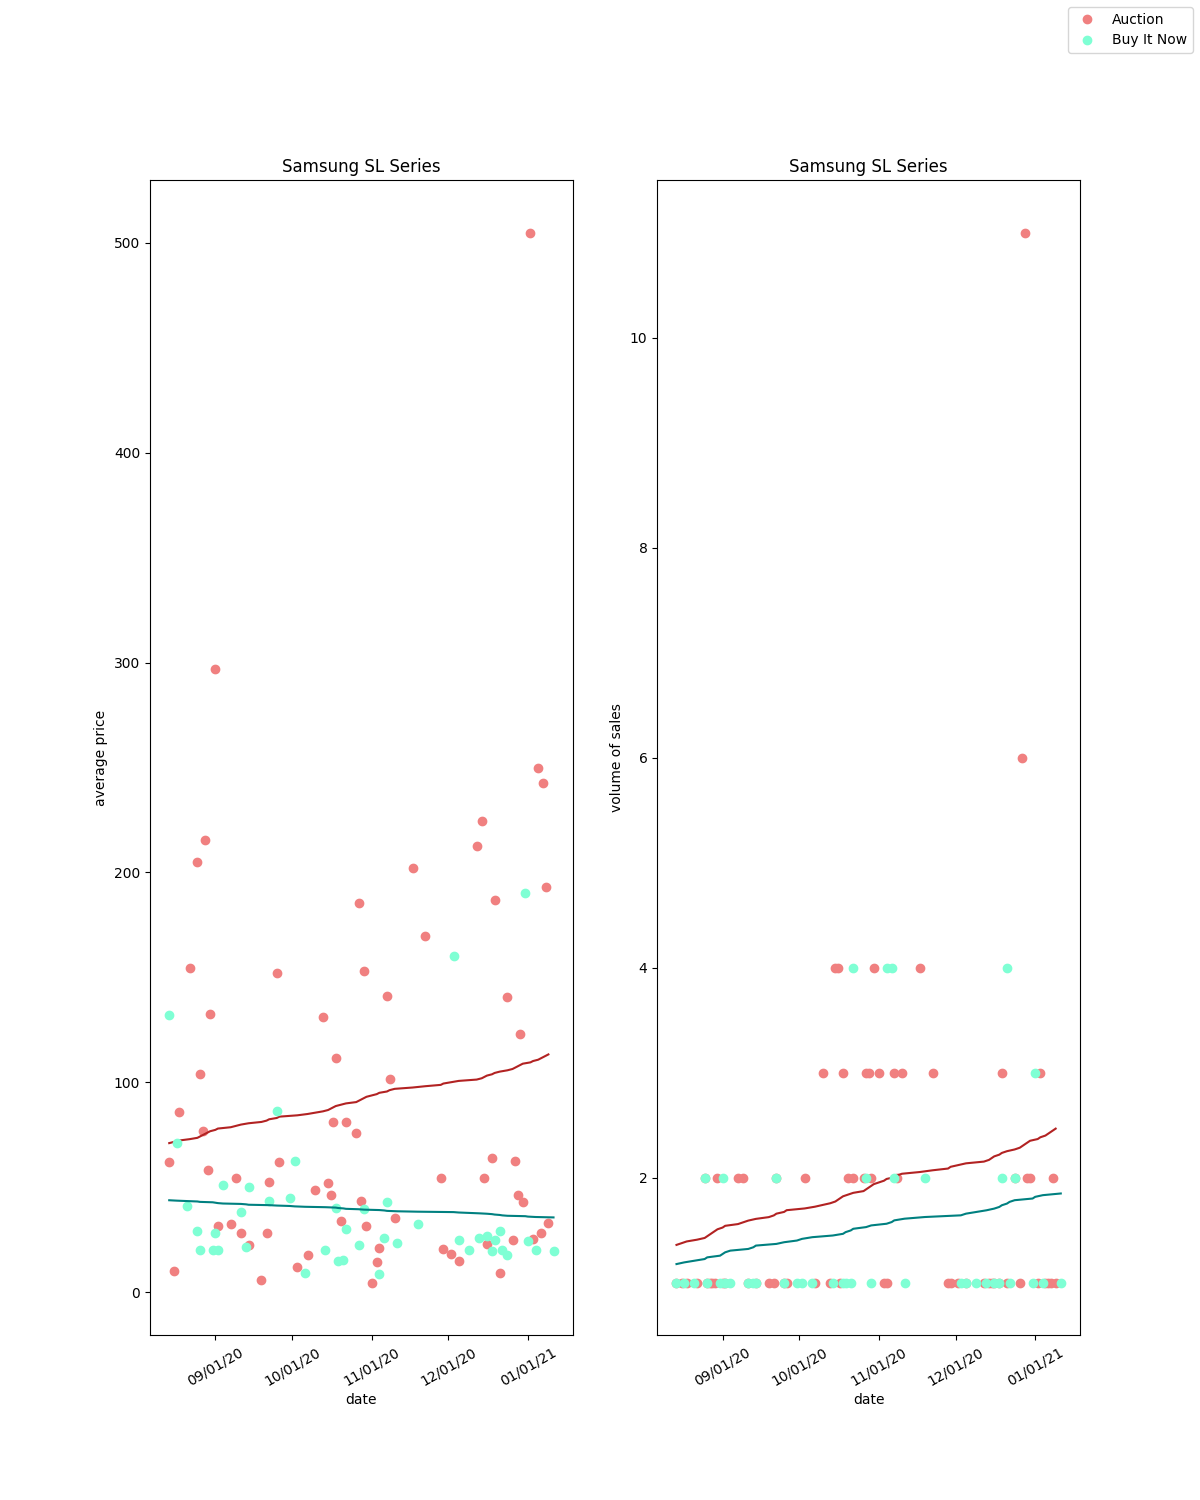 Auction
Buy It Now
Samsung SL Series
average price
500
400
300
200
100
0
09/01/20
10/01/20
11/01/20
12/01/20
01/01/21
date
Samsung SL Series
volume of sales
10
8
6
4
2
09/01/20
10/01/20
11/01/20
12/01/20
01/01/21
date